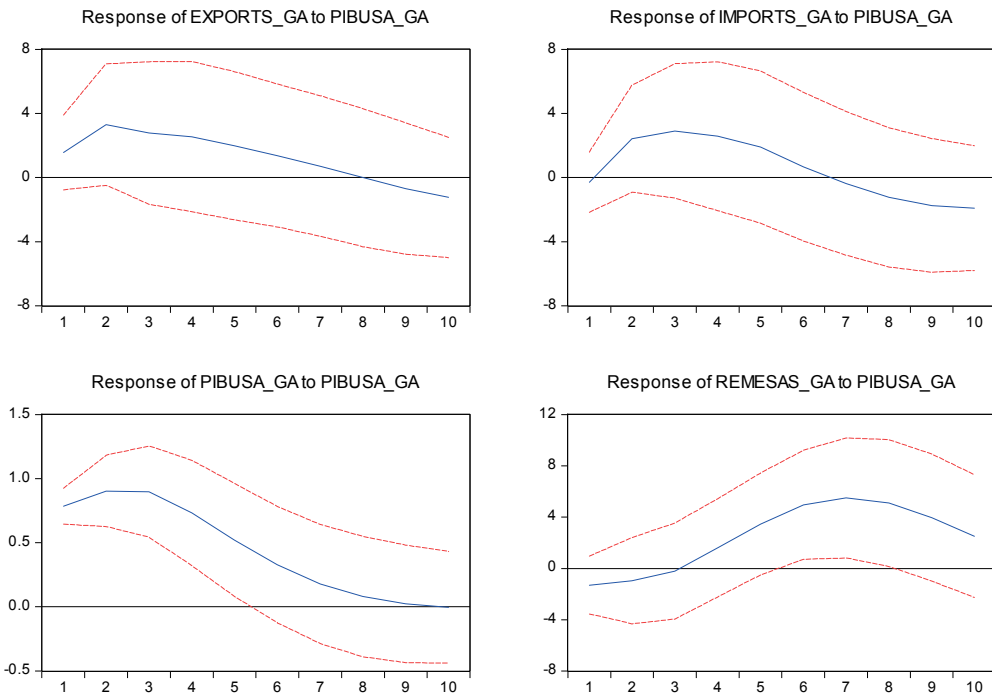 Response of EXPORTS_GA to PIBUSA_GA
8
4
0
-4
-8
1 2 3 4 5 6 7 8 9 10
Response of IMPORTS_GA to PIBUSA_GA
8
4
0
-4
-8
1 2 3 4 5 6 7 8 9 10
Response of PIBUSA_GA to PIBUSA_GA
1.5
1.0
0.5
0.0
-0.5
1 2 3 4 5 6 7 8 9 10
Response of REMESAS_GA to PIBUSA_GA
12
8
4
0
-4
-8
1 2 3 4 5 6 7 8 9 10